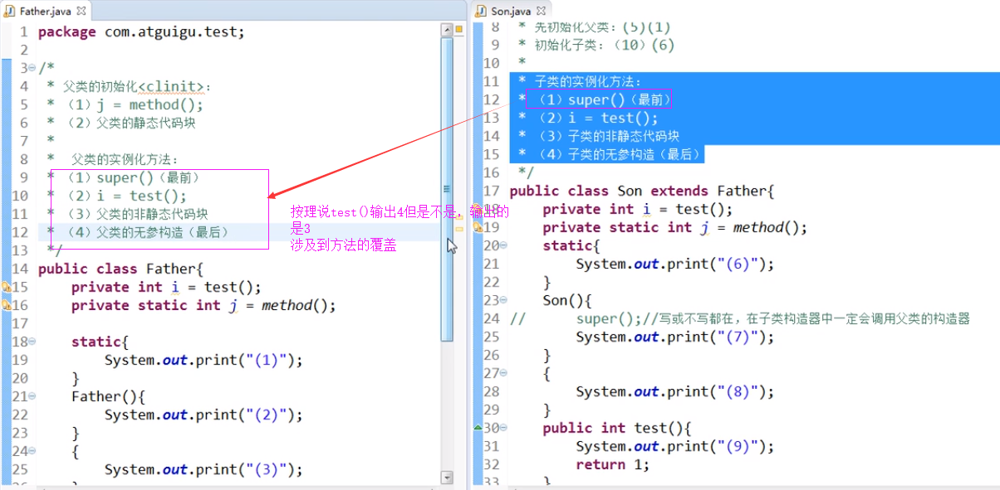 Father.java
1 package com.atguigu.test;
2
3 /*
4 * 父类的初始化<clinit>:
5 * （1）j = method();
6 * （2）父类的静态代码块
7 *
8 * 父类的实例化方法:
9 * （1）super()（最前）
10 * （2）i = test();
11 * （3）父类的非静态代码块
12 * （4）父类的无参构造（最后）
13 */
14 public class Father{
15 private int i = test();
16 private static int j = method();
17
18 static{
19 System.out.print("(1)");
20 }
21 Father(){
22 System.out.print("(2)");
23 }
24 {
25 System.out.print("(3)");
按理说test()输出4但是不是，输出的
是3
涉及到方法的覆盖
Son.java
8 * 先初始化父类：(5)(1)
9 * 初始化子类：（10）(6)
10 *
11 * 子类的实例化方法：
12 * （1）super()（最前）
13 * （2）i = test();
14 * （3）子类的非静态代码块
15 * （4）子类的无参构造（最后）
16 */
17 public class Son extends Father{
18 private int i = test();
19 private static int j = method();
20 static{
21 System.out.print("(6)");
22 }
23 Son(){
24 // super();//写或不写都在，在子类构造器中一定会调用父类的构造器
25 System.out.print("(7)");
26 }
27 {
28 System.out.print("(8)");
29 }
30 public int test(){
31 System.out.print("(9)");
32 return 1;
33 }